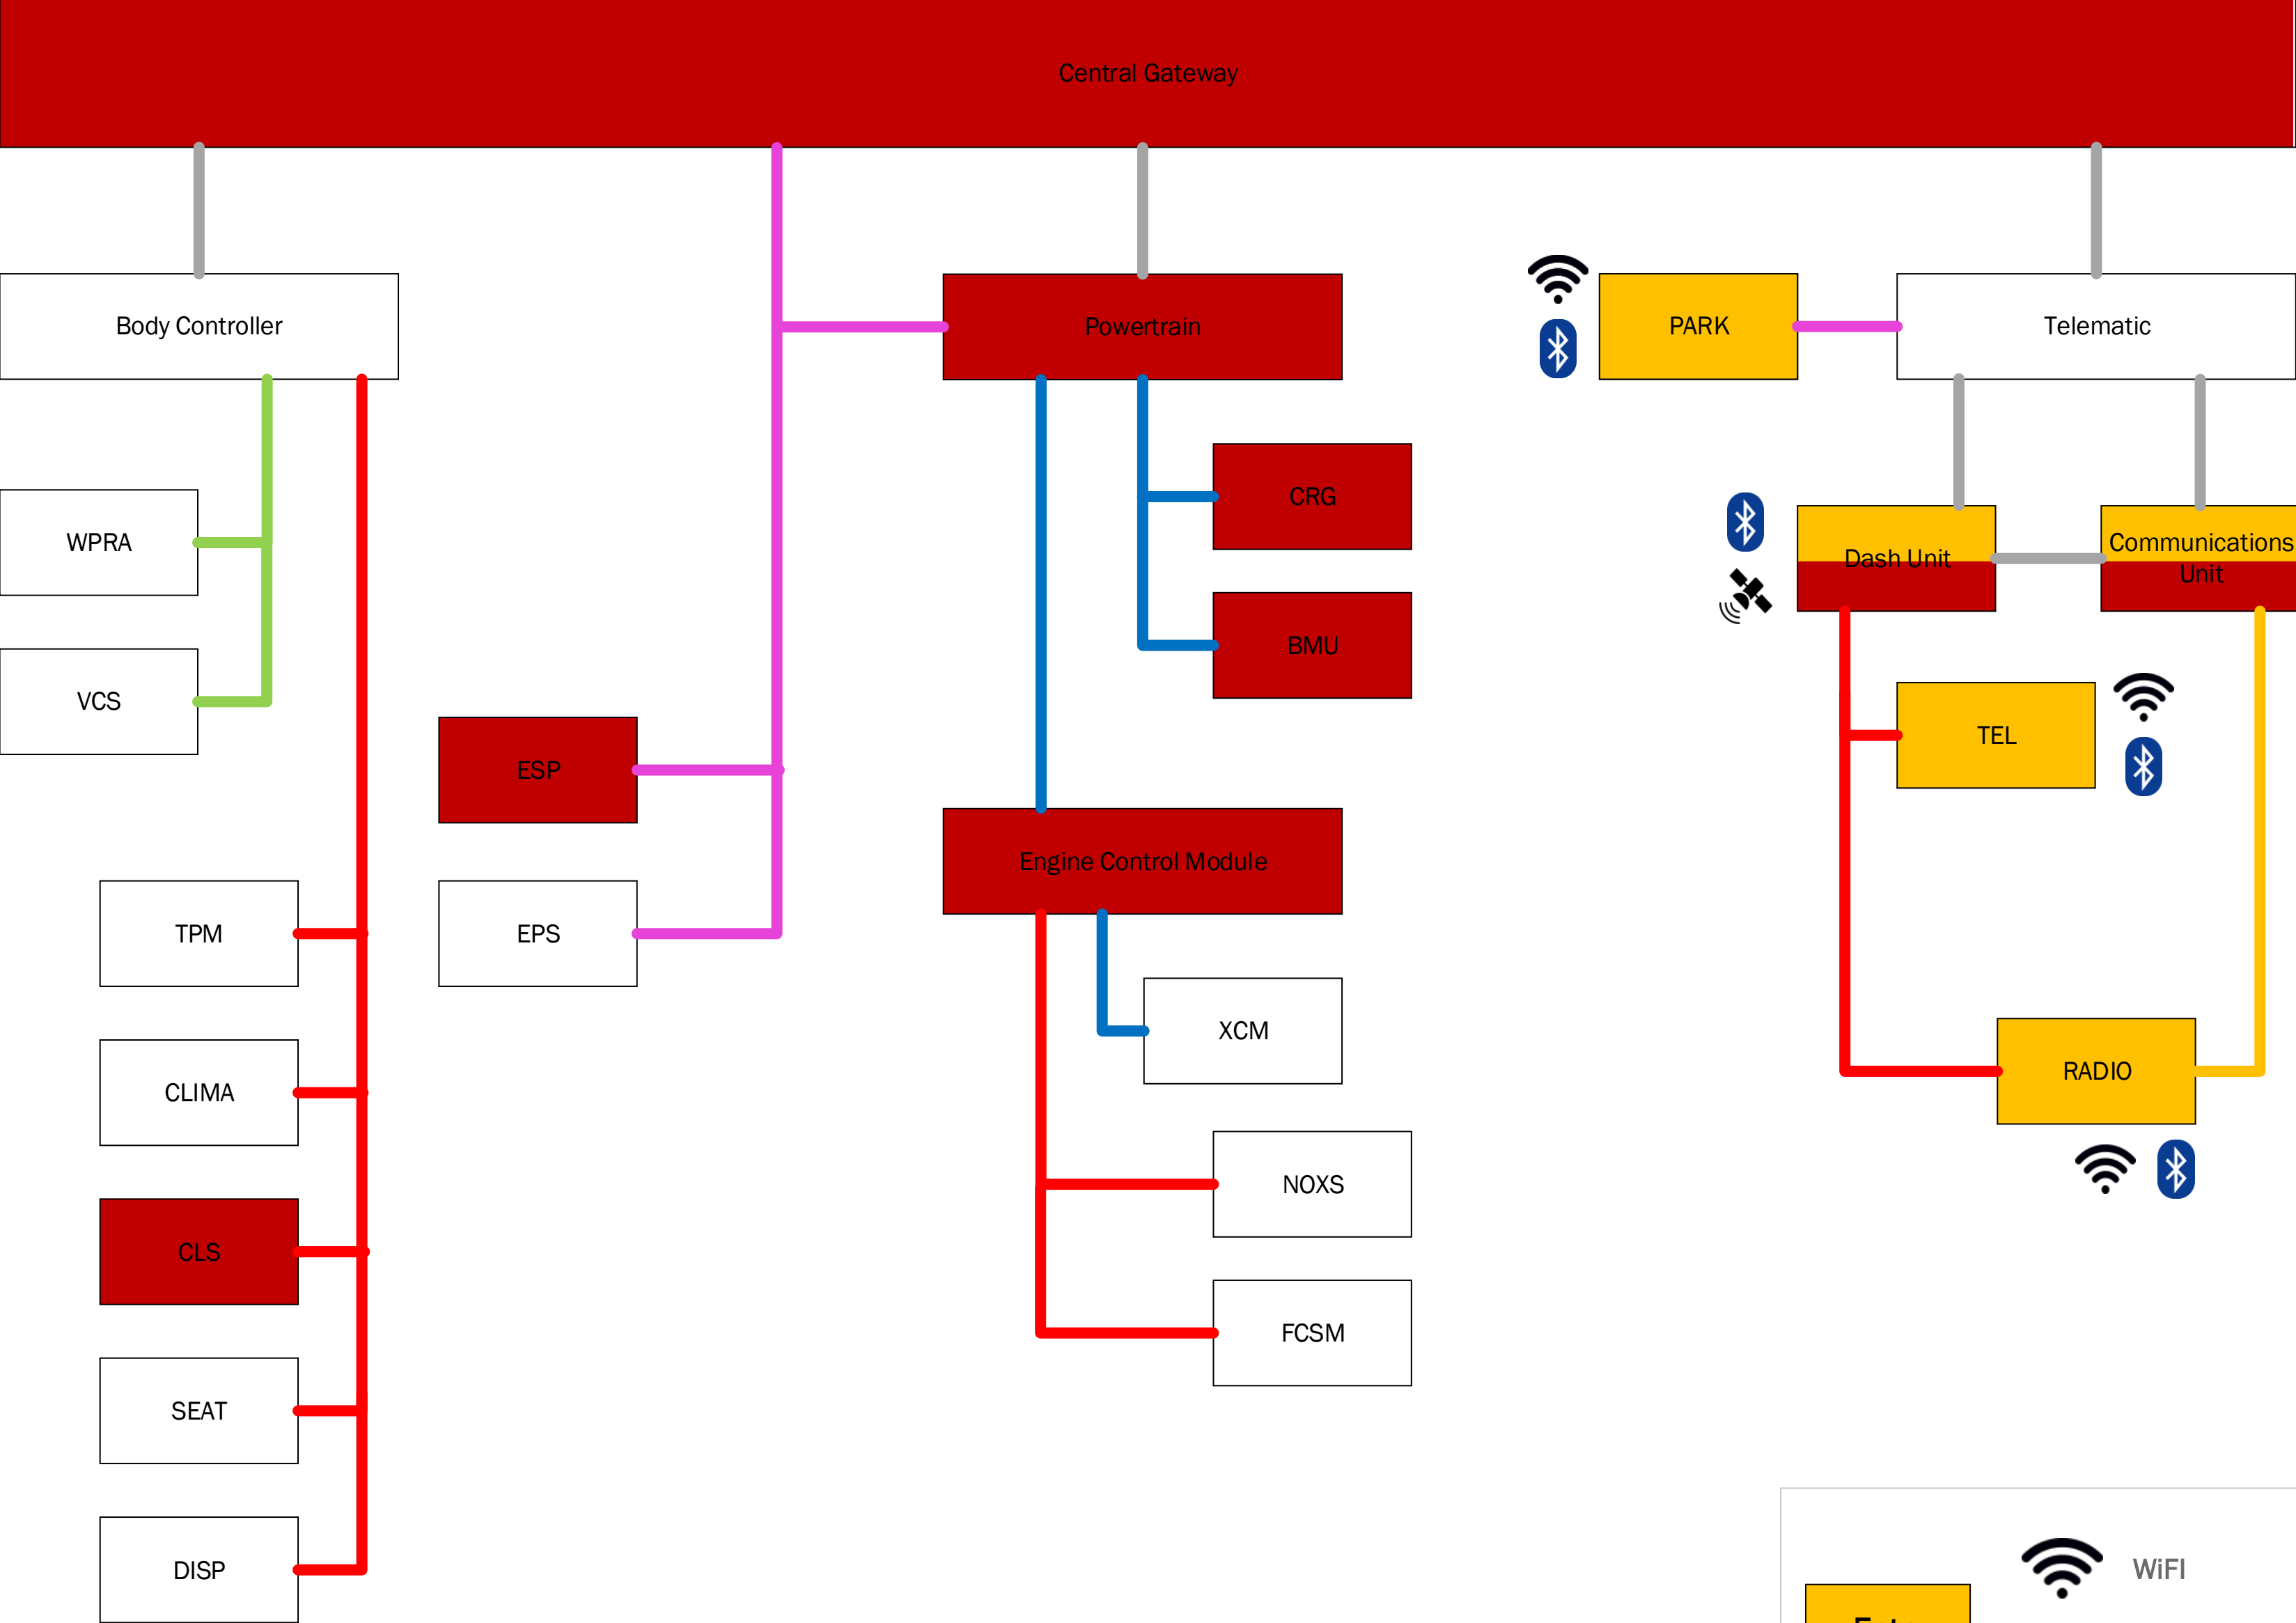 Central Gateway
Body Controller
Powertrain
PARK
Telematic
CRG
WPRA
Dash Unit
Communications
Unit
BMU
VCS
TEL
ESP
Engine Control Module
TPM
EPS
XCM
RADIO
CLIMA
NOXS
CLS
FCSM
SEAT
DISP
WiFI